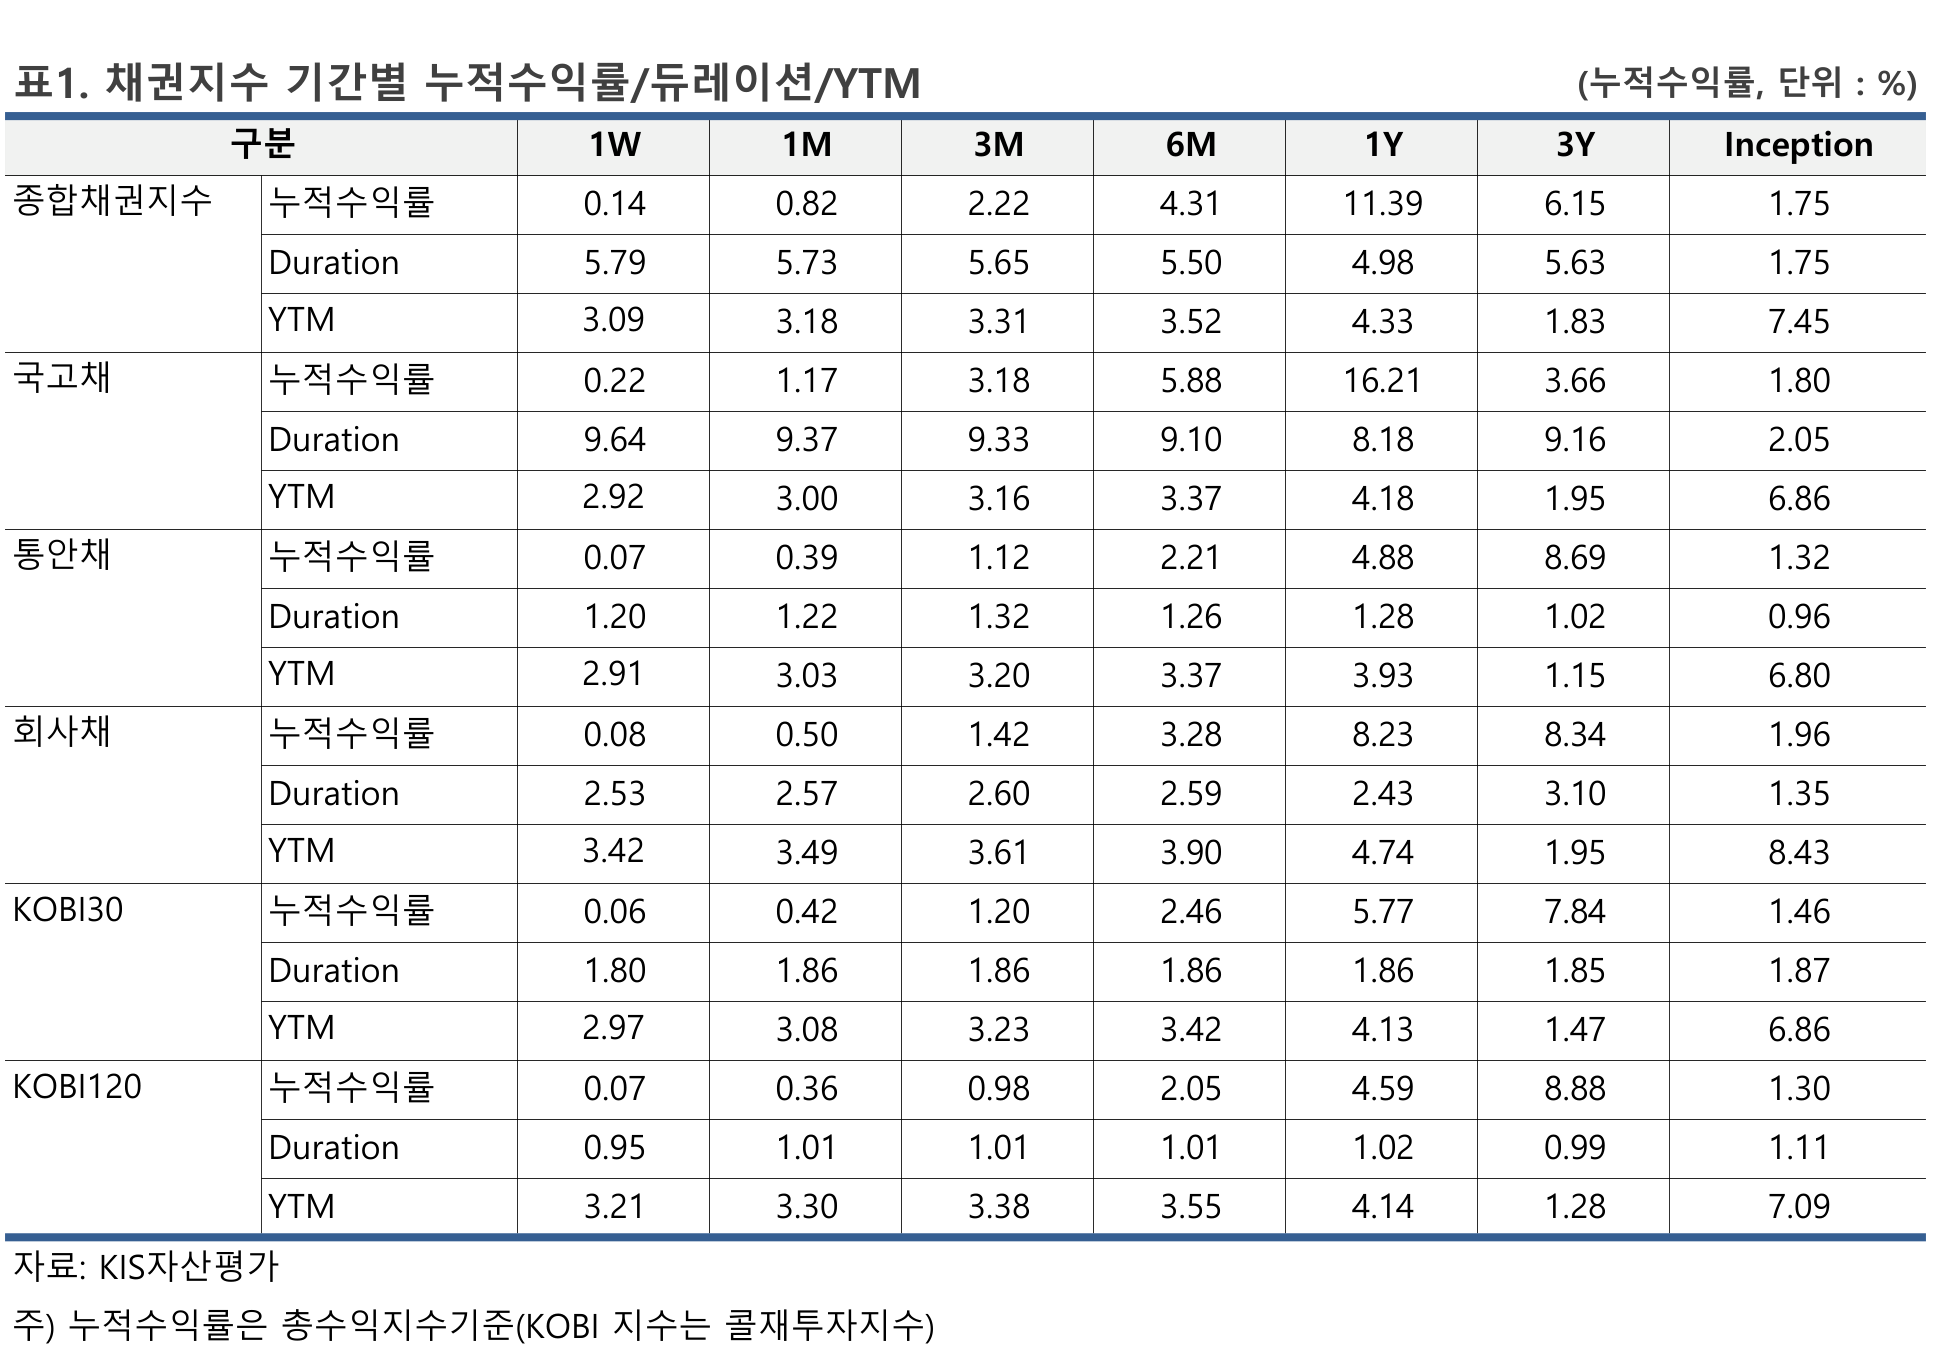 표1. 채권지수 기간별 누적수익률/듀레이션/YTM (누적수익률, 단위 : %)
구분 1W 1M 3M 6M 1Y 3Y Inception
종합채권지수 누적수익률 0.14 0.82 2.22 4.31 11.39 6.15 1.75
Duration 5.79 5.73 5.65 5.50 4.98 5.63 1.75
YTM 3.09 3.18 3.31 3.52 4.33 1.83 7.45
국고채 누적수익률 0.22 1.17 3.18 5.88 16.21 3.66 1.80
Duration 9.64 9.37 9.33 9.10 8.18 9.16 2.05
YTM 2.92 3.00 3.16 3.37 4.18 1.95 6.86
통안채 누적수익률 0.07 0.39 1.12 2.21 4.88 8.69 1.32
Duration 1.20 1.22 1.32 1.26 1.28 1.02 0.96
YTM 2.91 3.03 3.20 3.37 3.93 1.15 6.80
회사채 누적수익률 0.08 0.50 1.42 3.28 8.23 8.34 1.96
Duration 2.53 2.57 2.60 2.59 2.43 3.10 1.35
YTM 3.42 3.49 3.61 3.90 4.74 1.95 8.43
KOBI30 누적수익률 0.06 0.42 1.20 2.46 5.77 7.84 1.46
Duration 1.80 1.86 1.86 1.86 1.86 1.85 1.87
YTM 2.97 3.08 3.23 3.42 4.13 1.47 6.86
KOBI120 누적수익률 0.07 0.36 0.98 2.05 4.59 8.88 1.30
Duration 0.95 1.01 1.01 1.01 1.02 0.99 1.11
YTM 3.21 3.30 3.38 3.55 4.14 1.28 7.09
자료: KIS자산평가
주) 누적수익률은 총수익지수기준(KOBI 지수는 콜재투자지수)